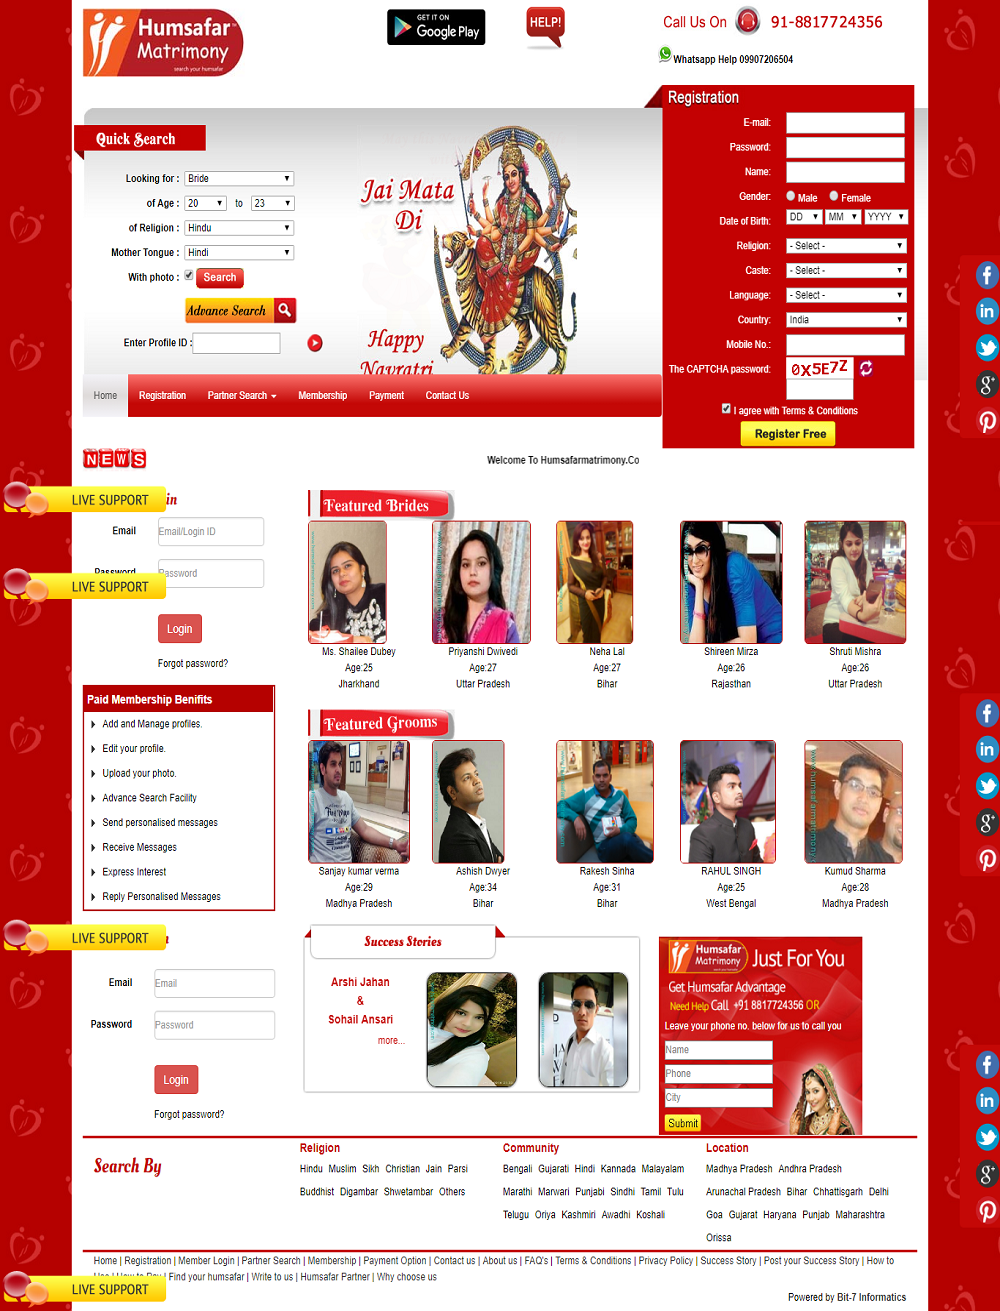 Humsafar
Matrimony
search your humsafar
GET IT ON
Google Play
HELP!
Call Us On 91-8817724356
Whatsapp Help 09907206504
Registration
E-mail:
Password:
Name:
Gender: Male Female
Date of Birth: DD MM YYYY
Religion: - Select -
Caste: - Select -
Language: - Select -
Country: India
Mobile No.:
The CAPTCHA password: 0X5E7Z
I agree with Terms & Conditions
Register Free
Quick Search
Looking for : Bride
of Age : 20 to 23
of Religion : Hindu
Mother Tongue : Hindi
With photo : Search
Advance Search
Enter Profile ID :
Jai Mata
Di
Happy
Navratri
Home Registration Partner Search Membership Payment Contact Us
NEWS
Welcome To Humsafarmatrimony.Co
LIVE SUPPORT
Email Email/Login ID
Password Password
LIVE SUPPORT
Login
Forgot password?
Featured Brides
Ms. Shailee Dubey
Age:25
Jharkhand
Priyanshi Dwivedi
Age:27
Uttar Pradesh
Neha Lal
Age:27
Bihar
Shireen Mirza
Age:26
Rajasthan
Shruti Mishra
Age:26
Uttar Pradesh
Paid Membership Benifits
Add and Manage profiles.
Edit your profile.
Upload your photo.
Advance Search Facility
Send personalised messages
Receive Messages
Express Interest
Reply Personalised Messages
Featured Grooms
Sanjay kumar verma
Age:29
Madhya Pradesh
Ashish Dwyer
Age:34
Bihar
Rakesh Sinha
Age:31
Bihar
RAHUL SINGH
Age:25
West Bengal
Kumud Sharma
Age:28
Madhya Pradesh
LIVE SUPPORT
Email Email
Password Password
Login
Forgot password?
Success Stories
Arshi Jahan
&
Sohail Ansari
more...
Humsafar
Matrimony
Just For You
Get Humsafar Advantage
Need Help Call +91 8817724356 OR
Leave your phone no. below for us to call you
Name
Phone
City
Submit
Search By
Religion
Hindu Muslim Sikh Christian Jain Parsi
Buddhist Digambar Shwetambar Others
Community
Bengali Gujarati Hindi Kannada Malayalam
Marathi Marwari Punjabi Sindhi Tamil Tulu
Telugu Oriya Kashmiri Awadhi Koshali
Location
Madhya Pradesh Andhra Pradesh
Arunachal Pradesh Bihar Chhattisgarh Delhi
Goa Gujarat Haryana Punjab Maharashtra
Orissa
Home | Registration | Member Login | Partner Search | Membership | Payment Option | Contact us | About us | FAQ's | Terms & Conditions | Privacy Policy | Success Story | Post your Success Story | How to
Use | How to Pay | Find your humsafar | Write to us | Humsafar Partner | Why choose us
LIVE SUPPORT
Powered by Bit-7 Informatics